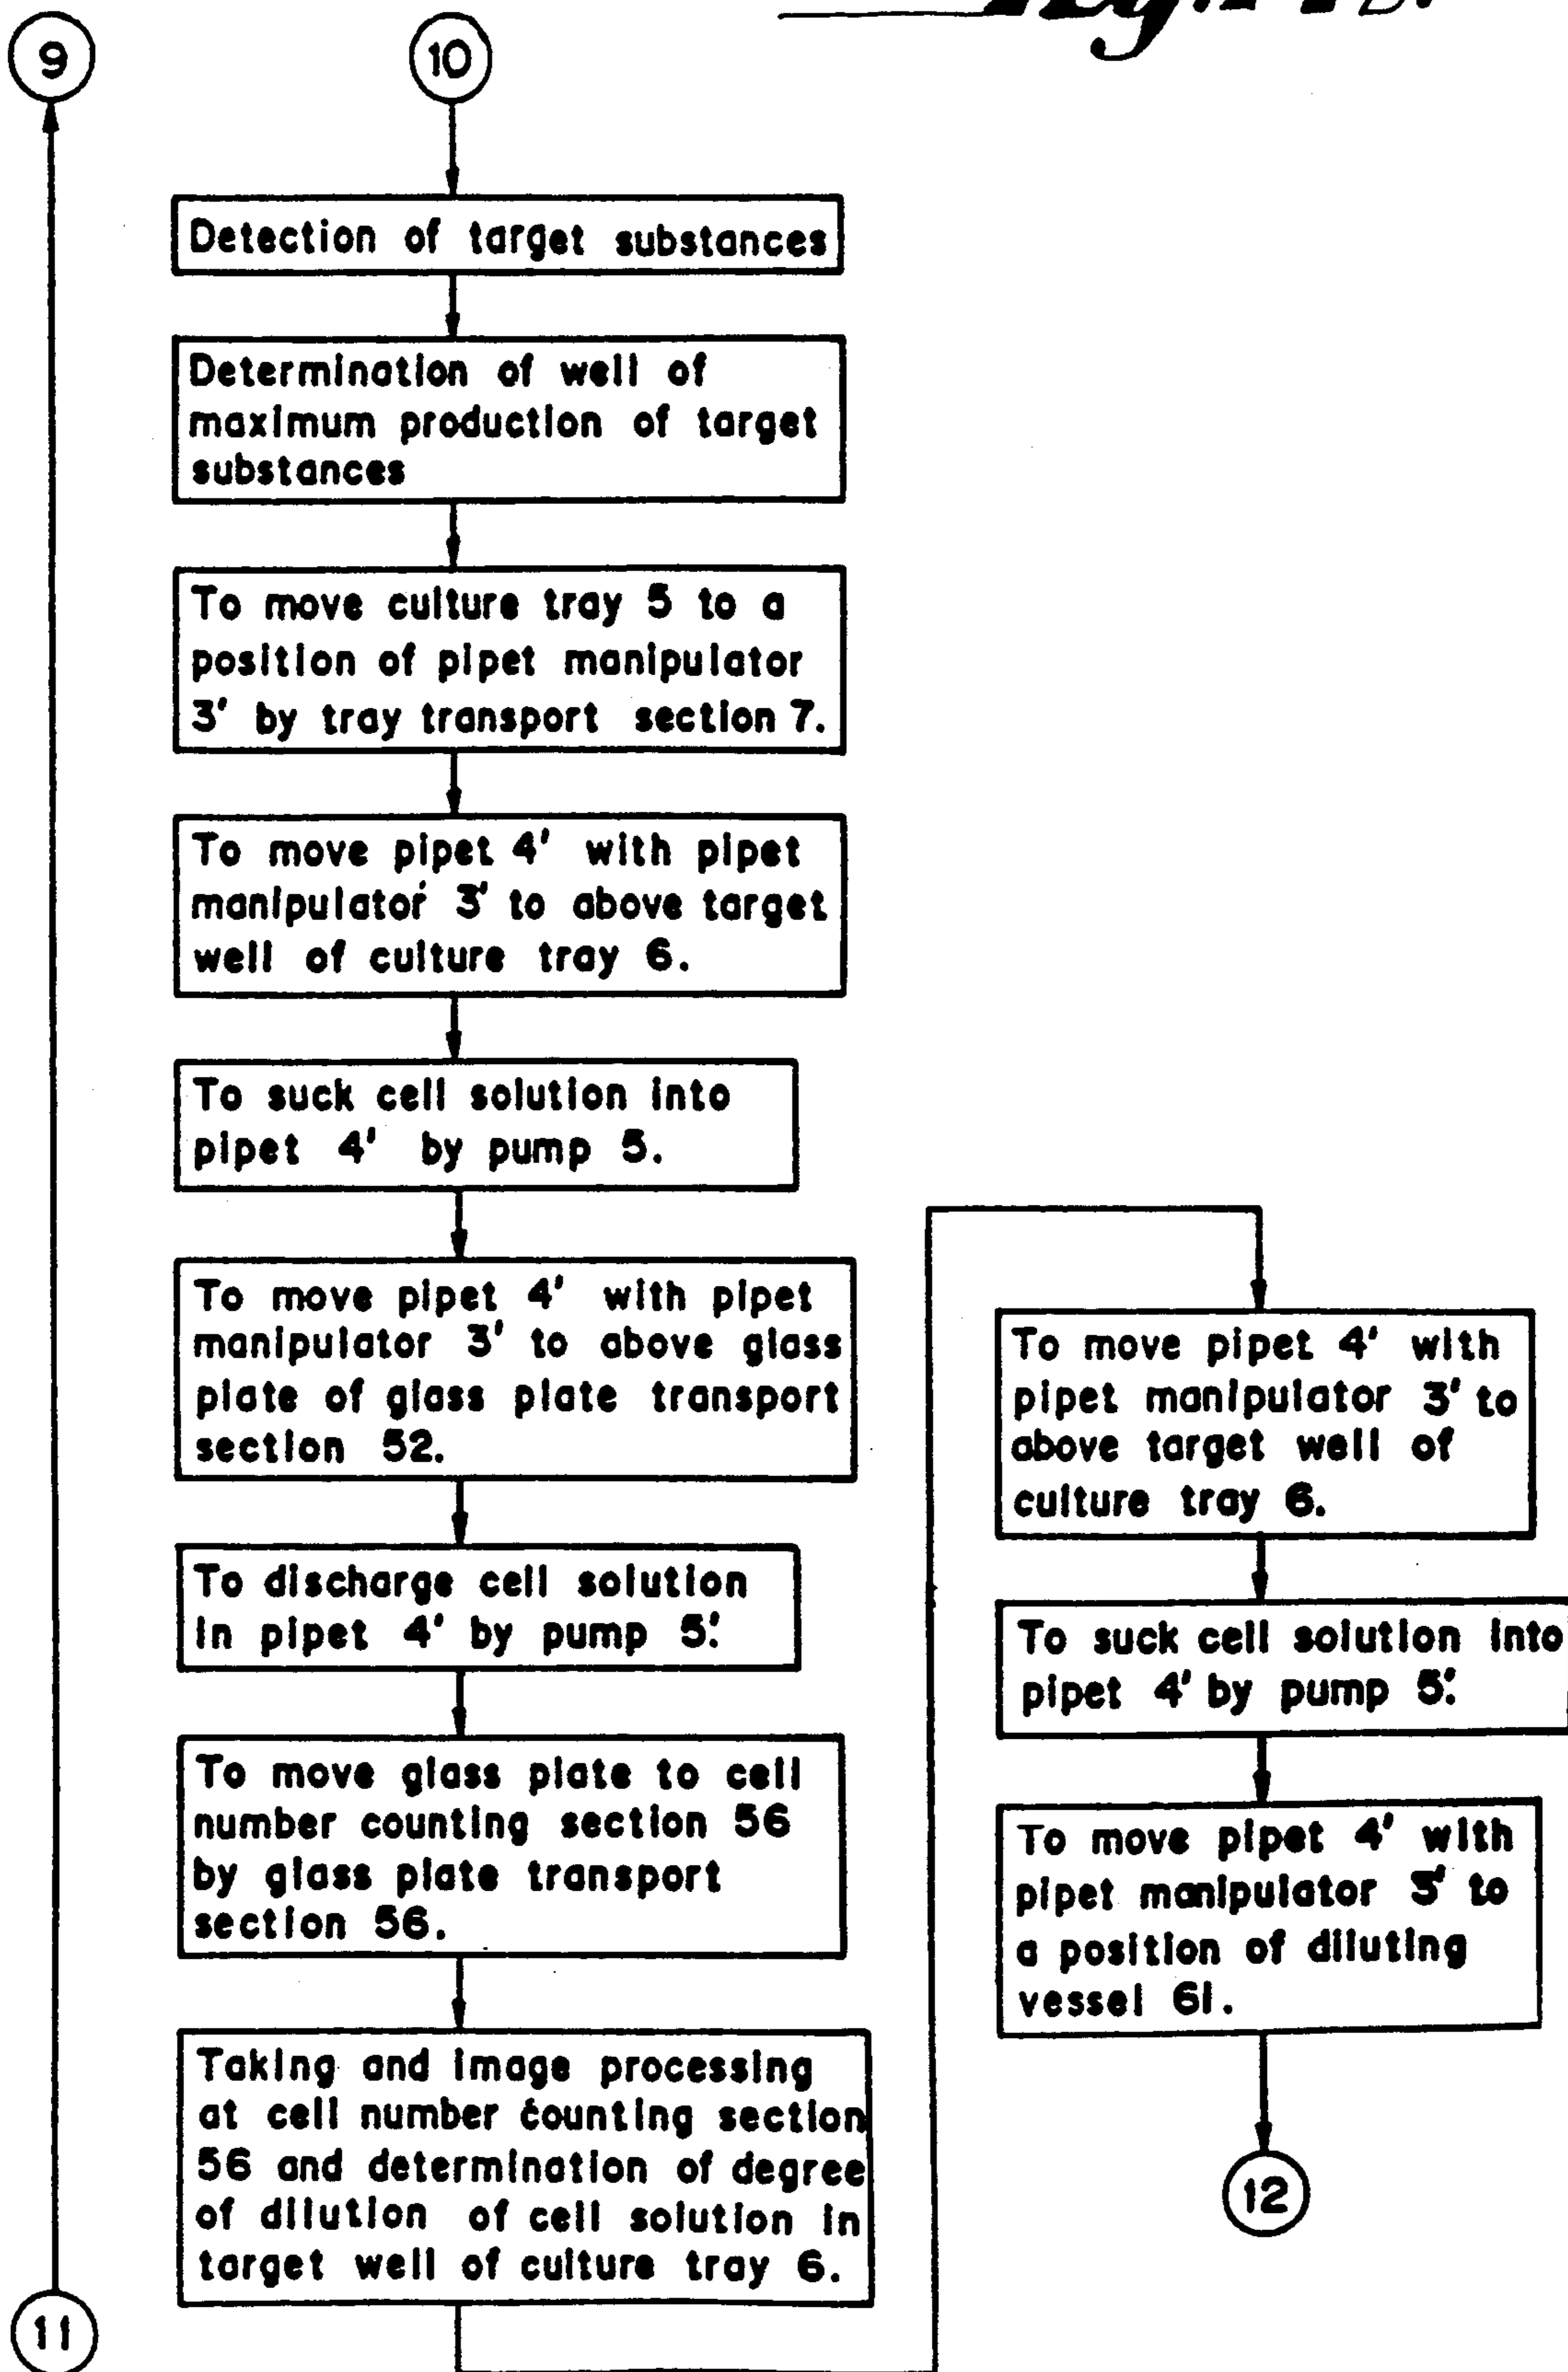 9
10
Detection of target substances
Determination of well of
maximum production of target
substances
To move culture tray 5 to a
position of pipet manipulator
3' by tray transport section 7.
To move pipet 4' with pipet
manipulator 3' to above target
well of culture tray 6.
To suck cell solution into
pipet 4' by pump 5.
To move pipet 4' with pipet
manipulator 3' to above glass
plate of glass plate transport
section 52.
To discharge cell solution
in pipet 4' by pump 5'.
To move glass plate to cell
number counting section 56
by glass plate transport
section 56.
Taking and image processing
at cell number counting section
56 and determination of degree
of dilution of cell solution in
target well of culture tray 6.
11
To move pipet 4' with
pipet manipulator 3' to
above target well of
culture tray 6.
To suck cell solution into
pipet 4' by pump 5'.
To move pipet 4' with
pipet manipulator 3' to
a position of diluting
vessel 61.
12